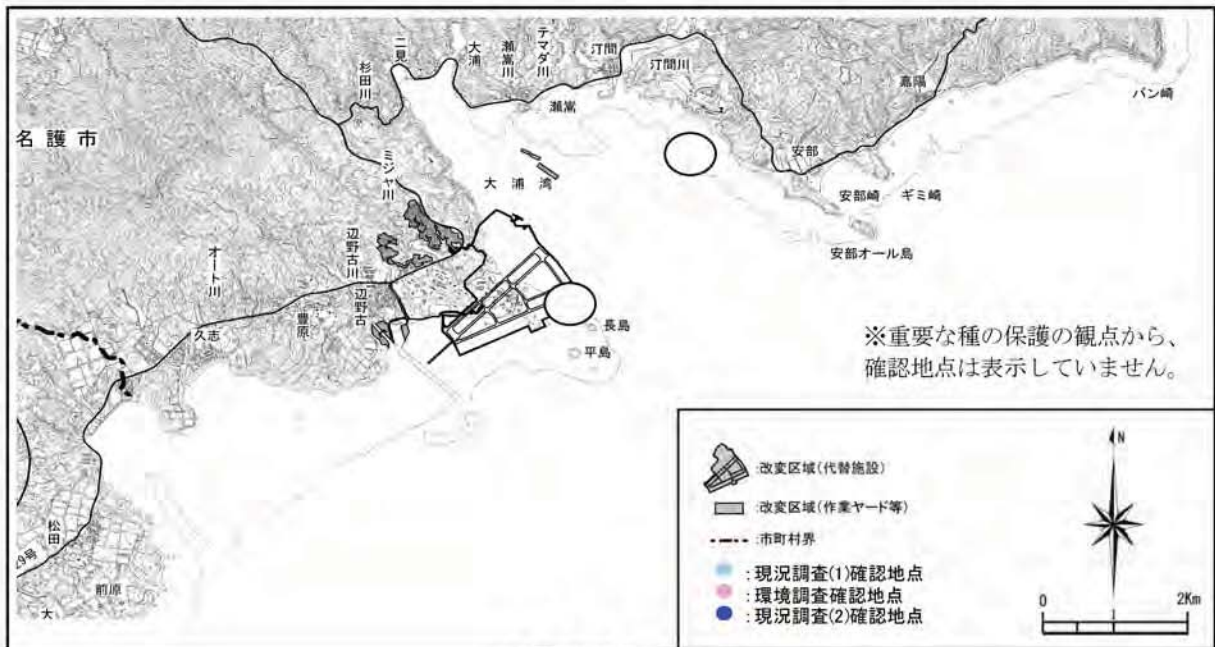 二見
大浦
瀬嵩川
テマダ川
汀間
汀間川
杉田川
瀬嵩
嘉陽
バン崎
名護市
ミジャ川
大浦湾
安部
安部崎
ギミ崎
安部オール島
辺野古川
辺野古
オート川
豊原
久志
長島
平島
※重要な種の保護の観点から、
確認地点は表示していません。
松田
前原
29号
大
:改変区域(代替施設)
:改変区域(作業ヤード等)
:市町村界
:現況調査(1)確認地点
:環境調査確認地点
:現況調査(2)確認地点
N
0 2Km